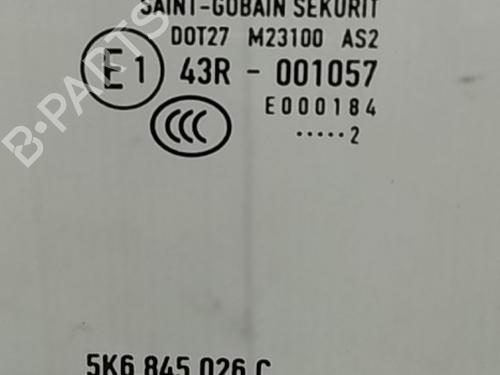 SAINT-GOBAIN SEKURIT
DOT27 M23100 AS2
E1 43R - 001057
E000184
CCC
.....2
B-PARTS
5K6 845 026 C